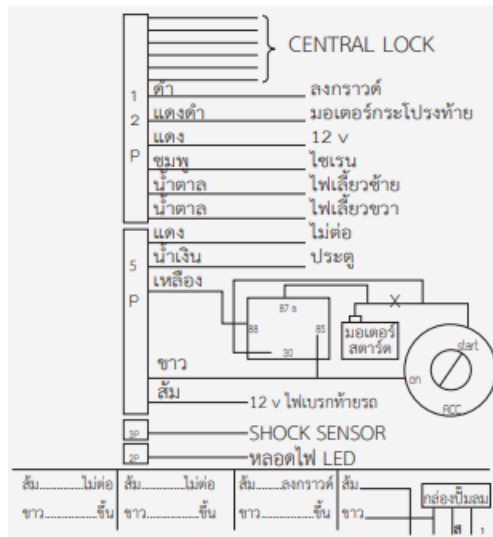 CENTRAL LOCK
1 2 P
ดำ ลงกราวด์
แดงดำ มอเตอร์กระโปรงท้าย
แดง 12 v
ชมพู ไซเรน
น้ำตาล ไฟเลี้ยวซ้าย
น้ำตาล ไฟเลี้ยวขวา
5 P
แดง ไม่ต่อ
น้ำเงิน ประตู
เหลือง
87 a
X
88 85
30
มอเตอร์
สตาร์ต
start
on
ACC
ขาว
ส้ม 12 v ไฟเบรกท้ายรถ
3P SHOCK SENSOR
2P หลอดไฟ LED
ส้ม..........ไม่ต่อ ส้ม..........ไม่ต่อ ส้ม........ลงกราวด์ ส้ม
กล่องปั๊มลม
ขาว............ขึ้น ขาว............ขึ้น ขาว............ขึ้น ขาว
สี 1